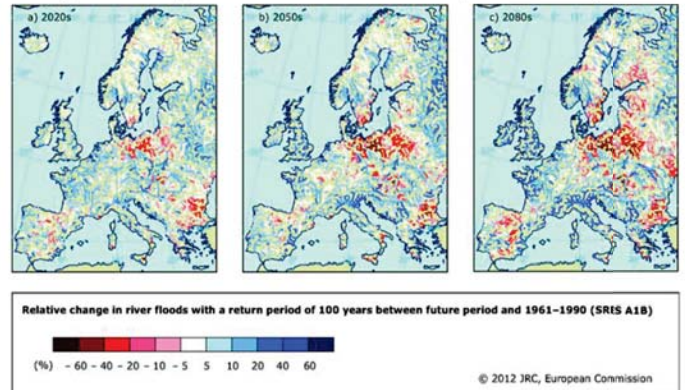 a) 2020s
b) 2050s
c) 2080s
Relative change in river floods with a return period of 100 years between future period and 1961–1990 (SRIS A1B)
(%) - 60 - 40 - 20 - 10 - 5 5 10 20 40 60
© 2012 JRC, European Commission